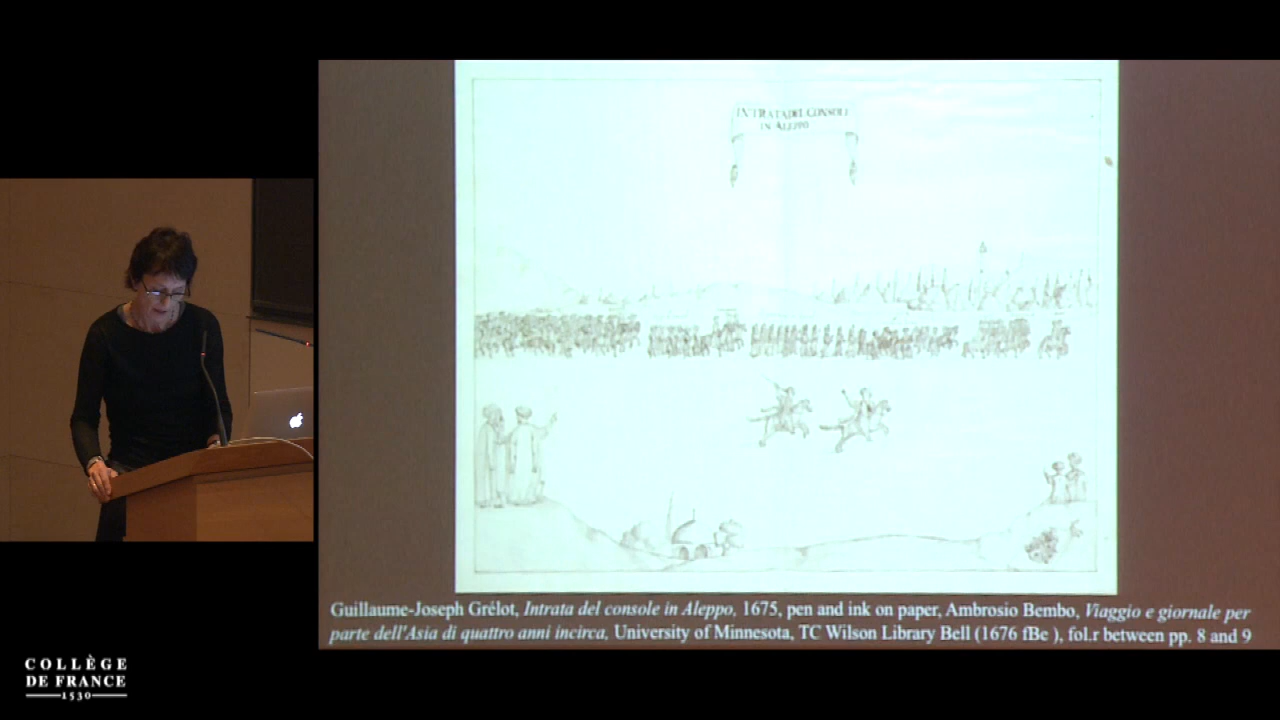 INTRATA DEL CONSOLE
IN ALEPPO
Guillaume-Joseph Grélot, Intrata del console in Aleppo, 1675, pen and ink on paper, Ambrosio Bembo, Viaggio e giornale per
parte dell'Asia di quattro anni incirca, University of Minnesota, TC Wilson Library Bell (1676 fBe ), fol.r between pp. 8 and 9
COLLÈGE
DE FRANCE
1530